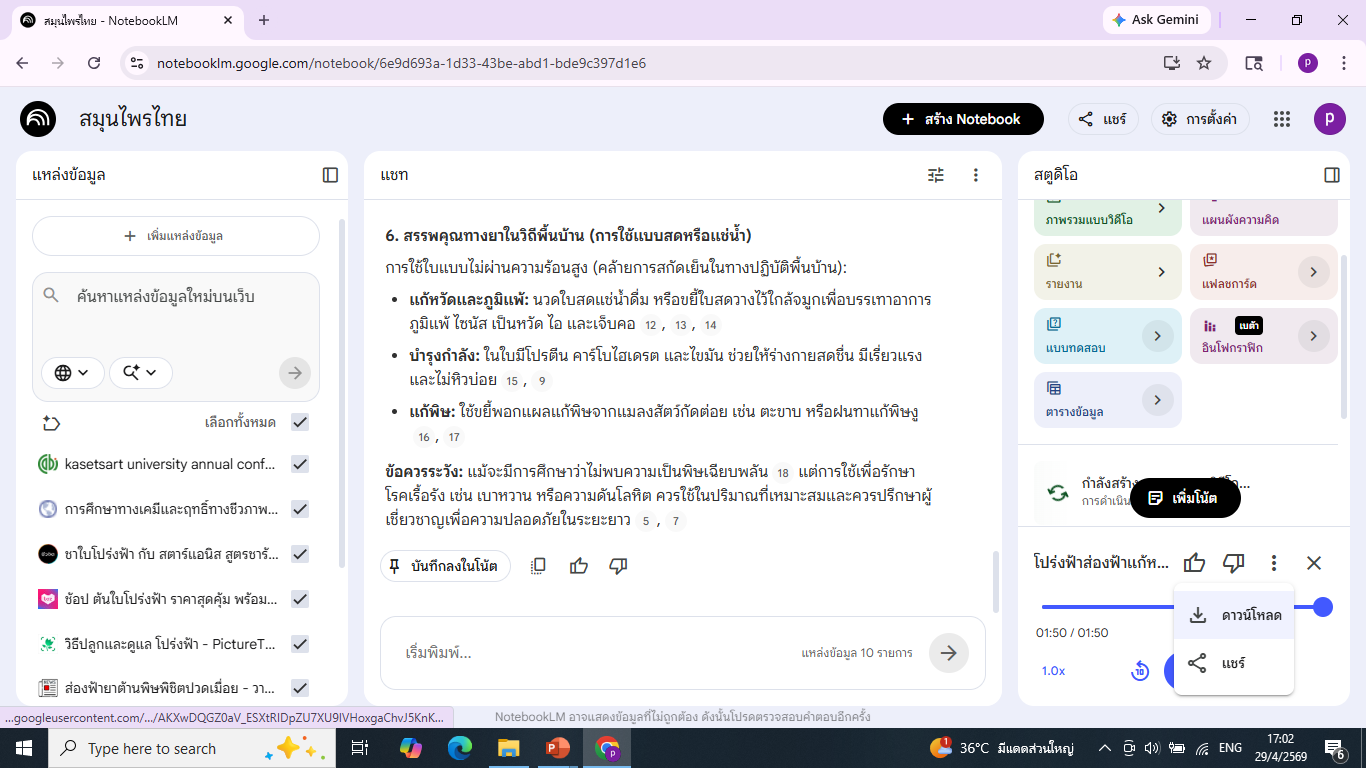 สมุนไพรไทย - NotebookLM
Ask Gemini
notebooklm.google.com/notebook/6e9d693a-1d33-43be-abd1-bde9c397d1e6
p
สมุนไพรไทย
สร้าง Notebook
แชร์
การตั้งค่า
p
แหล่งข้อมูล
เพิ่มแหล่งข้อมูล
ค้นหาแหล่งข้อมูลใหม่บนเว็บ
เลือกทั้งหมด
kasetsart university annual conf...
การศึกษาทางเคมีและฤทธิ์ทางชีวภาพ...
ชาใบโปร่งฟ้า กับ สตาร์แอนิส สูตรชาร้...
ช้อป ต้นใบโปร่งฟ้า ราคาสุดคุ้ม พร้อม...
วิธีปลูกและดูแล โปร่งฟ้า - PictureT...
ส่องฟ้ายาต้านพิษพิชิตปวดเมื่อย - วา...
แชท
6. สรรพคุณทางยาในวิถีพื้นบ้าน (การใช้แบบสดหรือแช่น้ำ)
การใช้ใบแบบไม่ผ่านความร้อนสูง (คล้ายการสกัดเย็นในทางปฏิบัติพื้นบ้าน):
• แก้หวัดและภูมิแพ้: นวดใบสดแช่น้ำดื่ม หรือขยี้ใบสดวางไว้ใกล้จมูกเพื่อบรรเทาอาการ
ภูมิแพ้ ไซนัส เป็นหวัด ไอ และเจ็บคอ 12 , 13 , 14
• บำรุงกำลัง: ในใบมีโปรตีน คาร์โบไฮเดรต และไขมัน ช่วยให้ร่างกายสดชื่น มีเรี่ยวแรง
และไม่หิวบ่อย 15 , 9
• แก้พิษ: ใช้ขยี้พอกแผลแก้พิษจากแมลงสัตว์กัดต่อย เช่น ตะขาบ หรือฝนทาแก้พิษงู
16 , 17
ข้อควรระวัง: แม้จะมีการศึกษาว่าไม่พบความเป็นพิษเฉียบพลัน 18 แต่การใช้เพื่อรักษา
โรคเรื้อรัง เช่น เบาหวาน หรือความดันโลหิต ควรใช้ในปริมาณที่เหมาะสมและควรปรึกษาผู้
เชี่ยวชาญเพื่อความปลอดภัยในระยะยาว 5 , 7
บันทึกลงในโน้ต
เริ่มพิมพ์...
แหล่งข้อมูล 10 รายการ
สตูดิโอ
ภาพรวมแบบวิดีโอ
แผนผังความคิด
รายงาน
แฟลชการ์ด
แบบทดสอบ
เบต้า
อินโฟกราฟิก
ตารางข้อมูล
กำลังสร้าง
การดำเนิน
เพิ่มโน้ต
โปร่งฟ้าส่องฟ้าแก้ห...
ดาวน์โหลด
แชร์
01:50 / 01:50
1.0x
10
...googleusercontent.com/.../AKXwDQGZ0aV_ESXtRIDpZU7XU9IVHoxgaChvJ5KnK...
NotebookLM อาจแสดงข้อมูลที่ไม่ถูกต้อง ดังนั้นโปรดตรวจสอบคำตอบอีกครั้ง
Type here to search
1
36°C มีแดดส่วนใหญ่
ENG
17:02
29/4/2569
6